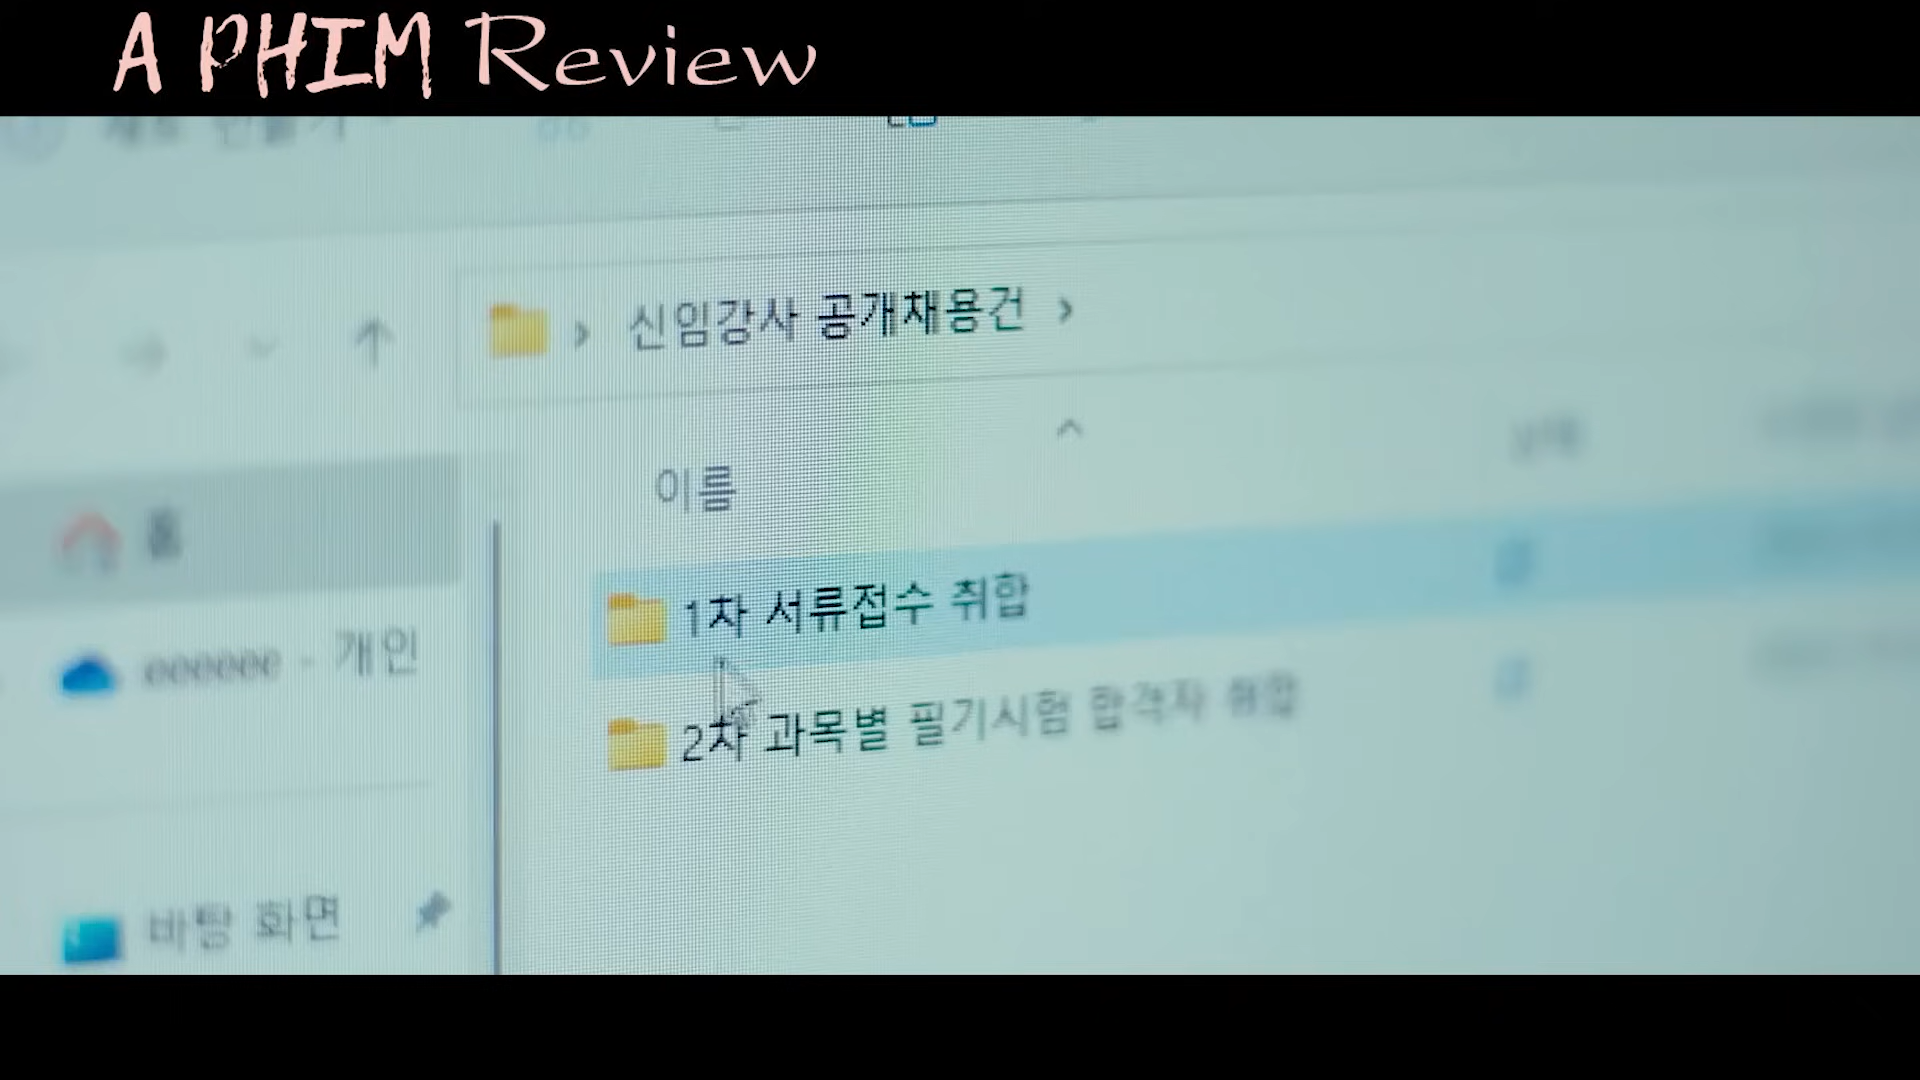 A PHIM Review
신임강사 공개채용건
이름
홈
1차 서류접수 취합
eeeeee - 개인
2차 과목별 필기시험 합격자 취합
바탕 화면